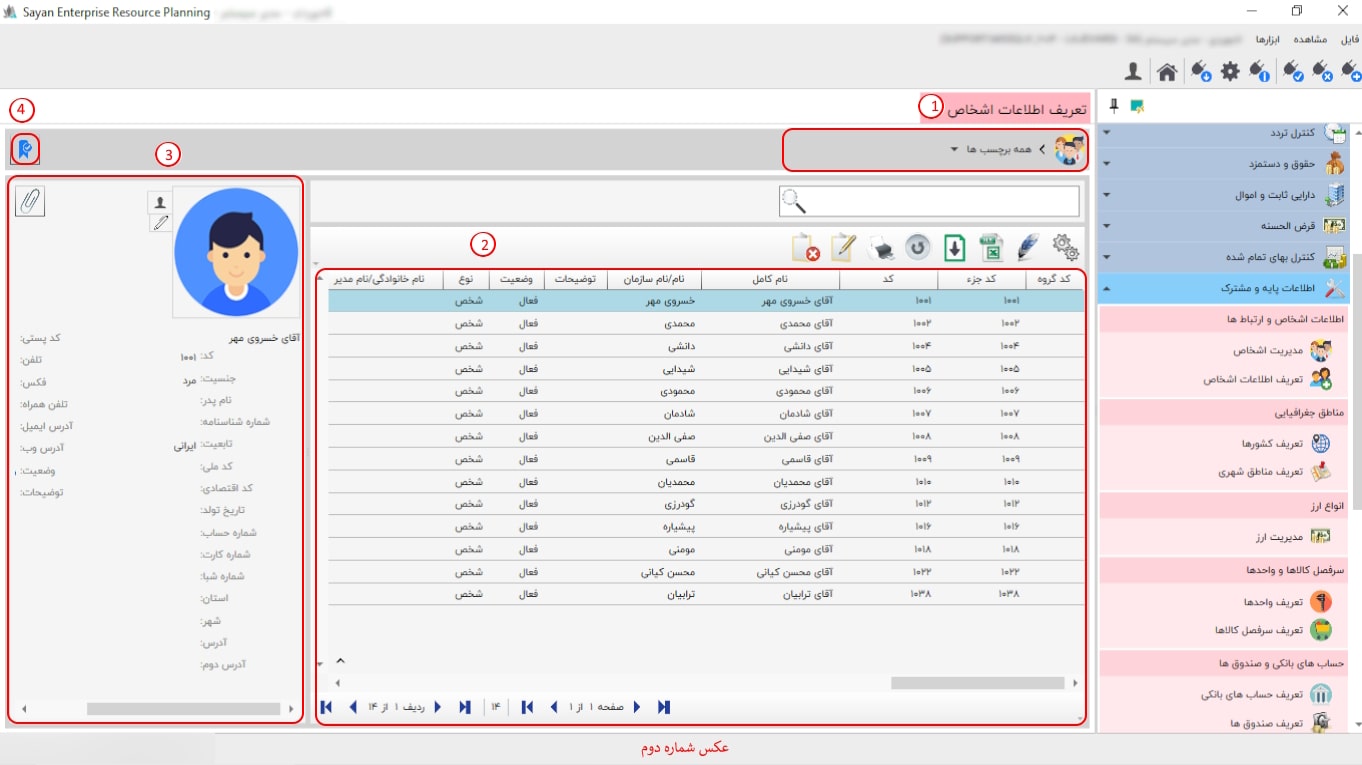 Sayan Enterprise Resource Planning
فایل مشاهده ابزارها
تعریف اطلاعات اشخاص 1
4
همه برچسب ها
3
2
کد گروه کد جزء کد نام کامل نام/نام سازمان توضیحات وضعیت نوع نام خانوادگی/نام مدیر
۱۰۰۱ ۱۰۰۱ آقای خسروی مهر خسروی مهر فعال شخص
۱۰۰۲ ۱۰۰۲ آقای محمدی محمدی فعال شخص
۱۰۰۴ ۱۰۰۴ آقای دانشی دانشی فعال شخص
۱۰۰۵ ۱۰۰۵ آقای شیدایی شیدایی فعال شخص
۱۰۰۶ ۱۰۰۶ آقای محمودی محمودی فعال شخص
۱۰۰۷ ۱۰۰۷ آقای شادمان شادمان فعال شخص
۱۰۰۸ ۱۰۰۸ آقای صفی الدین صفی الدین فعال شخص
۱۰۰۹ ۱۰۰۹ آقای قاسمی قاسمی فعال شخص
۱۰۱۰ ۱۰۱۰ آقای محمدیان محمدیان فعال شخص
۱۰۱۲ ۱۰۱۲ آقای گودرزی گودرزی فعال شخص
۱۰۱۶ ۱۰۱۶ آقای پیشیاره پیشیاره فعال شخص
۱۰۱۸ ۱۰۱۸ آقای مومنی مومنی فعال شخص
۱۰۲۲ ۱۰۲۲ آقای محسن کیانی محسن کیانی فعال شخص
۱۰۳۸ ۱۰۳۸ آقای ترابیان ترابیان فعال شخص
صفحه ۱ از ۱ ۱۴ ردیف ۱ از ۱۴
آقای خسروی مهر
کد: ۱۰۰۱
جنسیت: مرد
نام پدر:
شماره شناسنامه:
تابعیت: ایرانی
کد ملی:
کد اقتصادی:
تاریخ تولد:
شماره حساب:
شماره کارت:
شماره شبا:
استان:
شهر:
آدرس:
آدرس دوم:
کد پستی:
تلفن:
فکس:
تلفن همراه:
آدرس ایمیل:
آدرس وب:
وضعیت:
توضیحات:
کنترل تردد
حقوق و دستمزد
دارایی ثابت و اموال
قرض الحسنه
کنترل بهای تمام شده
اطلاعات پایه و مشترک
اطلاعات اشخاص و ارتباط ها
مدیریت اشخاص
تعریف اطلاعات اشخاص
مناطق جغرافیایی
تعریف کشورها
تعریف مناطق شهری
انواع ارز
مدیریت ارز
سرفصل کالاها و واحدها
تعریف واحدها
تعریف سرفصل کالاها
حساب های بانکی و صندوق ها
تعریف حساب های بانکی
تعریف صندوق ها
عکس شماره دوم